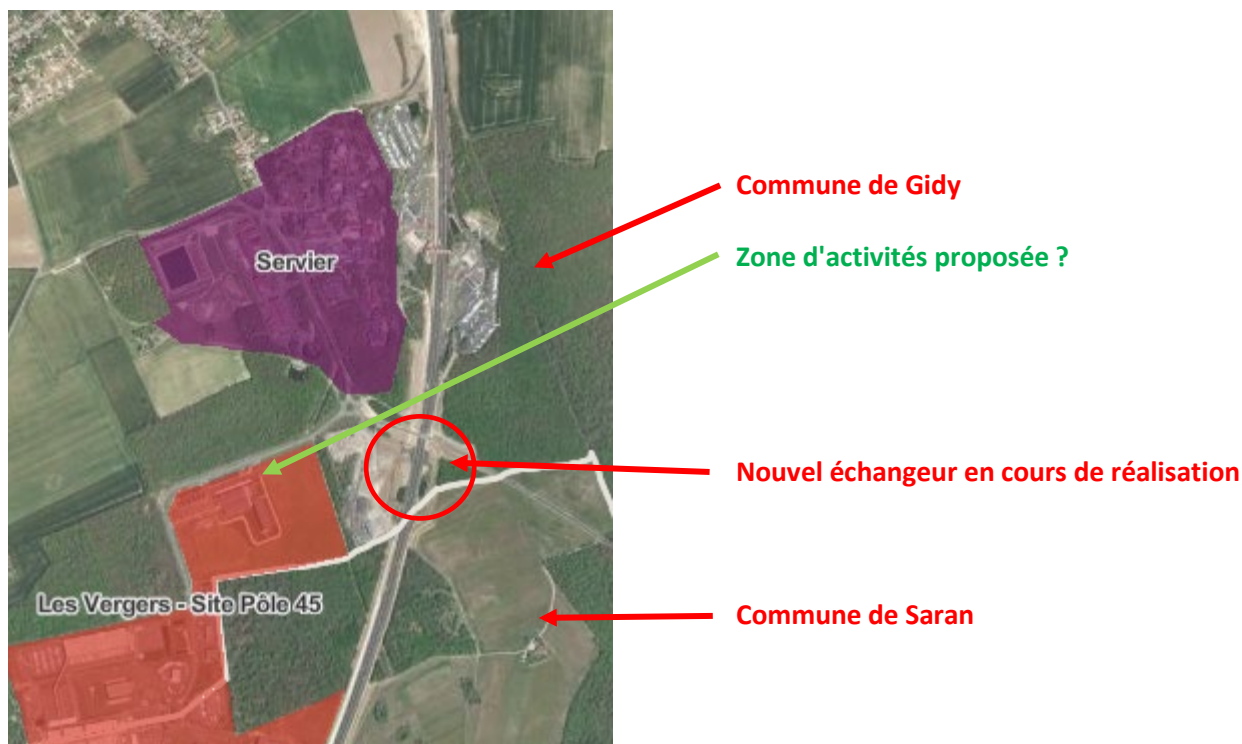 Commune de Gidy
Zone d'activités proposée ?
Servier
Nouvel échangeur en cours de réalisation
Les Vergers - Site Pôle 45
Commune de Saran